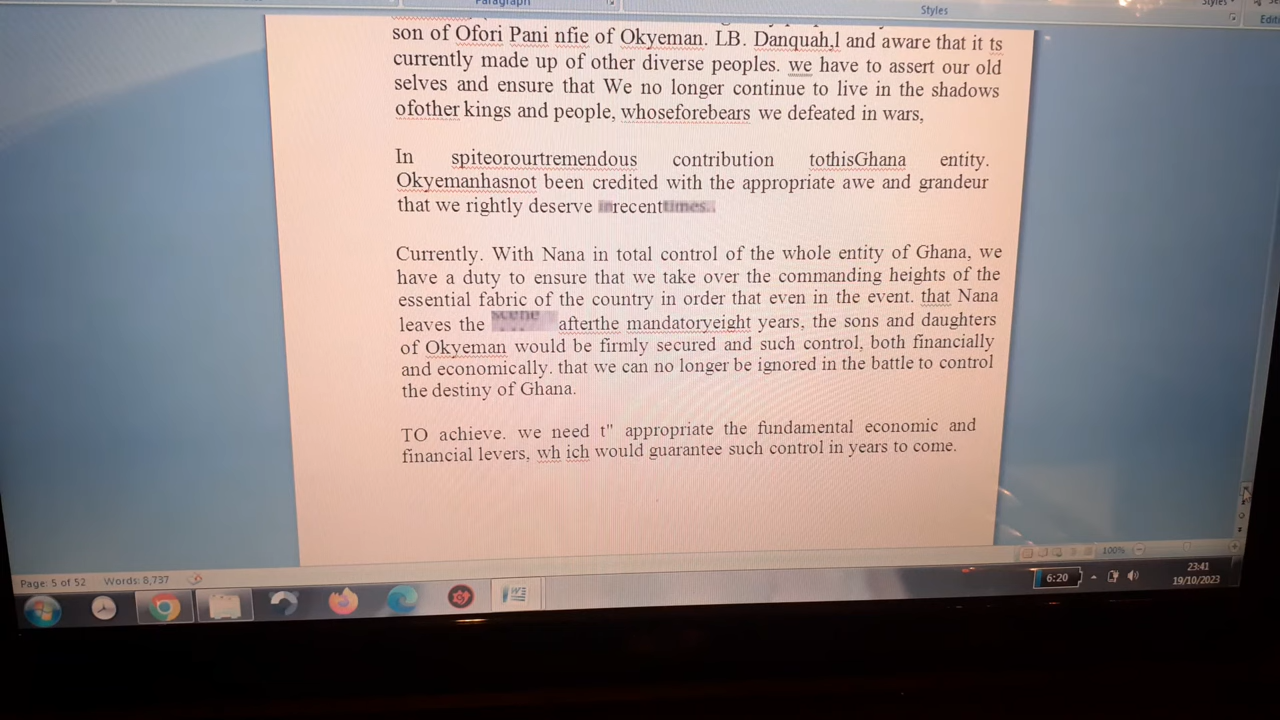 Paragraph
Styles
Styles
Editi
son of Ofori Pani nfie of Okyeman. LB. Danquah,l and aware that it ts
currently made up of other diverse peoples. we have to assert our old
selves and ensure that We no longer continue to live in the shadows
ofother kings and people, whoseforebears we defeated in wars,
In spiteorourtremendous contribution tothisGhana entity.
Okyemanhasnot been credited with the appropriate awe and grandeur
that we rightly deserve inrecenttimes..
Currently. With Nana in total control of the whole entity of Ghana, we
have a duty to ensure that we take over the commanding heights of the
essential fabric of the country in order that even in the event. that Nana
leaves the scene afterthe mandatoryeight years, the sons and daughters
of Okyeman would be firmly secured and such control, both financially
and economically. that we can no longer be ignored in the battle to control
the destiny of Ghana.
TO achieve. we need t" appropriate the fundamental economic and
financial levers, wh ich would guarantee such control in years to come.
Page: 5 of 52 Words: 8,737
100%
6:20
23:41
19/10/2023